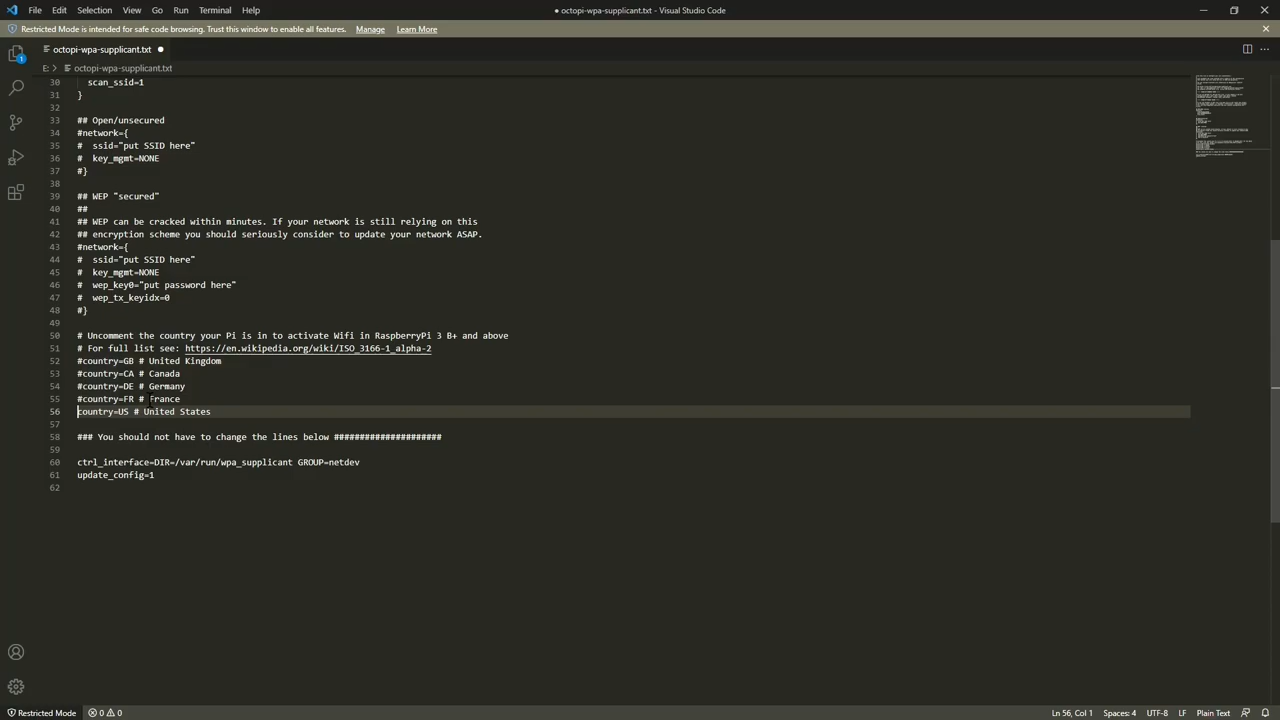 File Edit Selection View Go Run Terminal Help
● octopi-wpa-supplicant.txt - Visual Studio Code
Restricted Mode is intended for safe code browsing. Trust this window to enable all features. Manage Learn More
1
octopi-wpa-supplicant.txt ●
E: > octopi-wpa-supplicant.txt
30 scan_ssid=1
31 }
32
33 ## Open/unsecured
34 #network={
35 #  ssid="put SSID here"
36 #  key_mgmt=NONE
37 #}
38
39 ## WEP "secured"
40 ##
41 ## WEP can be cracked within minutes. If your network is still relying on this
42 ## encryption scheme you should seriously consider to update your network ASAP.
43 #network={
44 #  ssid="put SSID here"
45 #  key_mgmt=NONE
46 #  wep_key0="put password here"
47 #  wep_tx_keyidx=0
48 #}
49
50 # Uncomment the country your Pi is in to activate Wifi in RaspberryPi 3 B+ and above
51 # For full list see: https://en.wikipedia.org/wiki/ISO_3166-1_alpha-2
52 #country=GB # United Kingdom
53 #country=CA # Canada
54 #country=DE # Germany
55 #country=FR # France
56 country=US # United States
57
58 ### You should not have to change the lines below #####################
59
60 ctrl_interface=DIR=/var/run/wpa_supplicant GROUP=netdev
61 update_config=1
62
Restricted Mode 0 0 Ln 56, Col 1 Spaces: 4 UTF-8 LF Plain Text